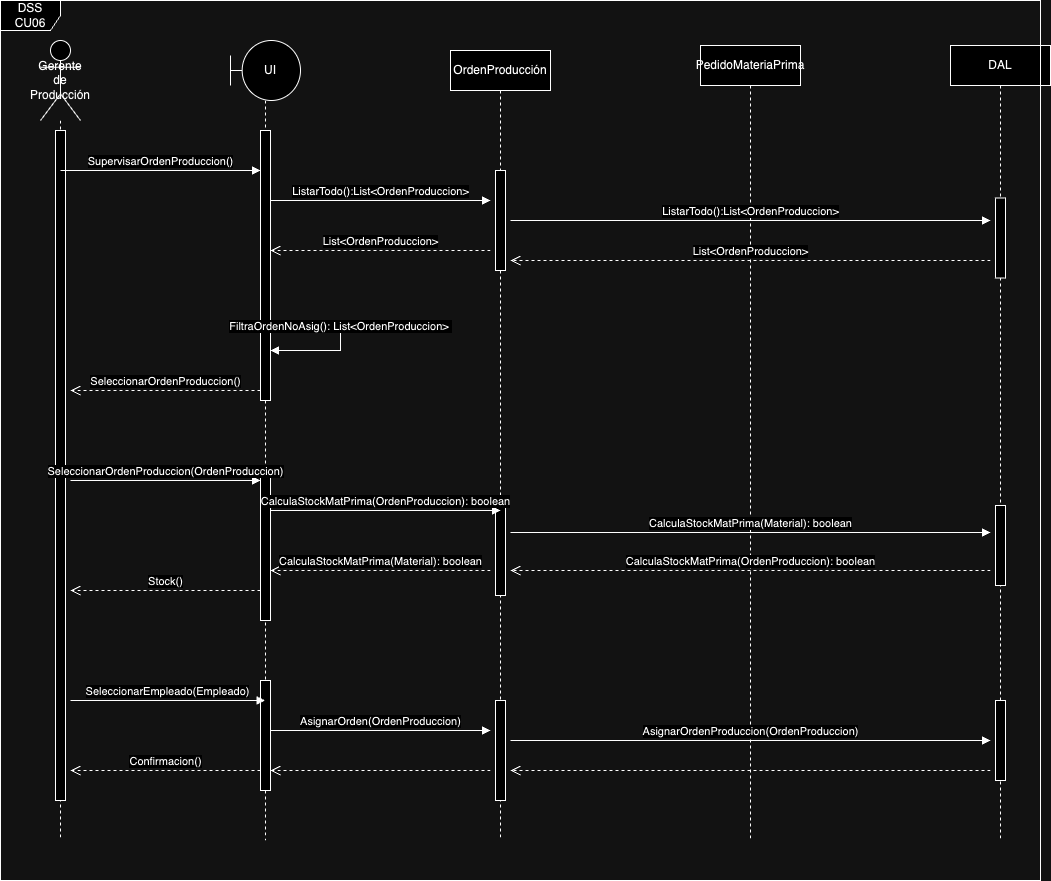 DSS
CU06
Gerente
de
Producción
UI
OrdenProducción
PedidoMateriaPrima
DAL
SupervisarOrdenProduccion()
ListarTodo():List<OrdenProduccion>
ListarTodo():List<OrdenProduccion>
List<OrdenProduccion>
List<OrdenProduccion>
FiltraOrdenNoAsig(): List<OrdenProduccion>
SeleccionarOrdenProduccion()
SeleccionarOrdenProduccion(OrdenProduccion)
CalculaStockMatPrima(OrdenProduccion): boolean
CalculaStockMatPrima(Material): boolean
CalculaStockMatPrima(Material): boolean
CalculaStockMatPrima(OrdenProduccion): boolean
Stock()
SeleccionarEmpleado(Empleado)
AsignarOrden(OrdenProduccion)
AsignarOrdenProduccion(OrdenProduccion)
Confirmacion()